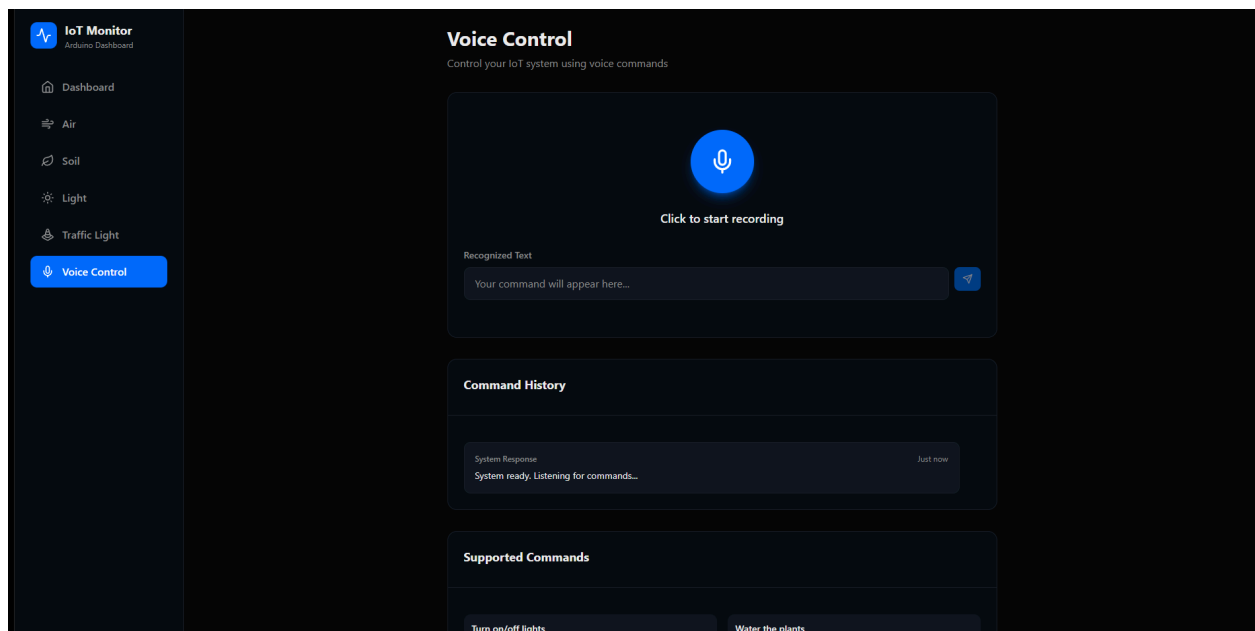 IoT Monitor
Arduino Dashboard
Dashboard
Air
Soil
Light
Traffic Light
Voice Control
Voice Control
Control your IoT system using voice commands
Click to start recording
Recognized Text
Your command will appear here...
Command History
System Response
Just now
System ready. Listening for commands...
Supported Commands
Turn on/off lights
Water the plants